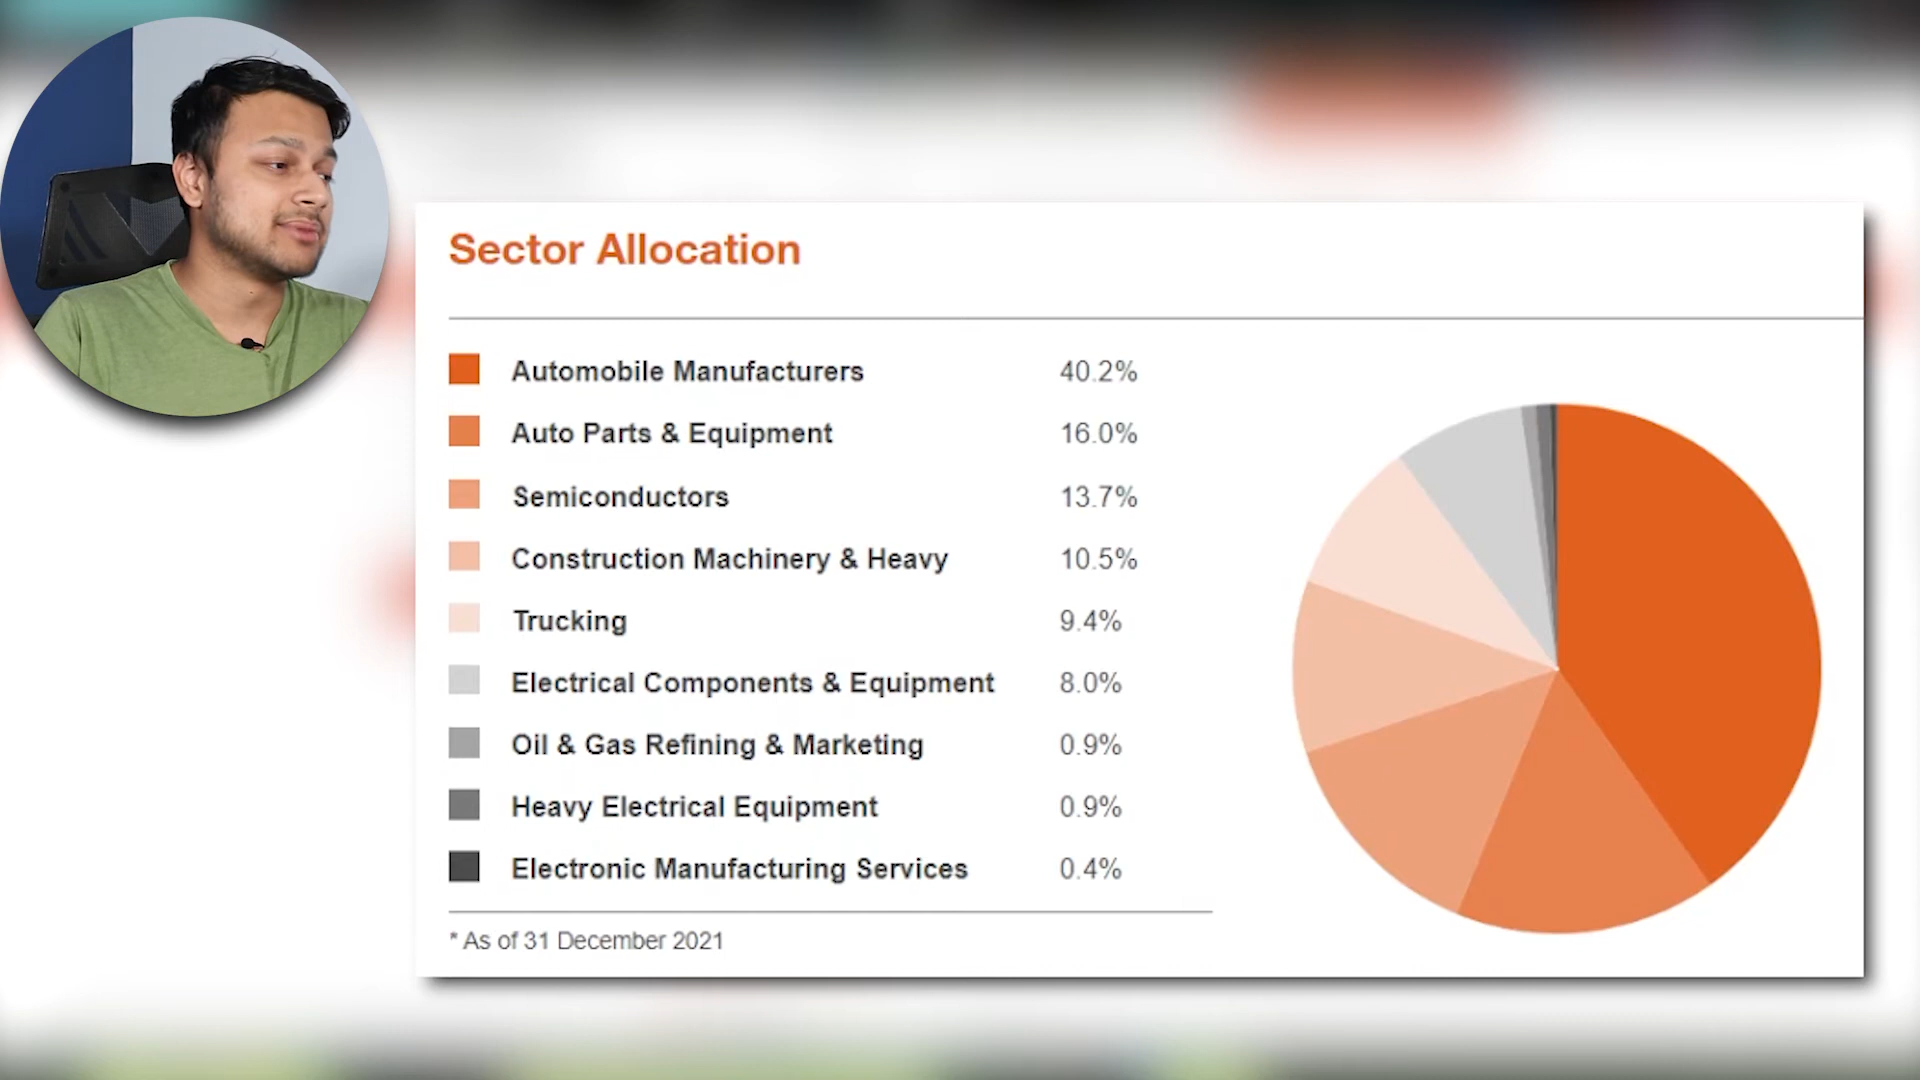 Sector Allocation
Automobile Manufacturers 40.2%
Auto Parts & Equipment 16.0%
Semiconductors 13.7%
Construction Machinery & Heavy 10.5%
Trucking 9.4%
Electrical Components & Equipment 8.0%
Oil & Gas Refining & Marketing 0.9%
Heavy Electrical Equipment 0.9%
Electronic Manufacturing Services 0.4%
* As of 31 December 2021